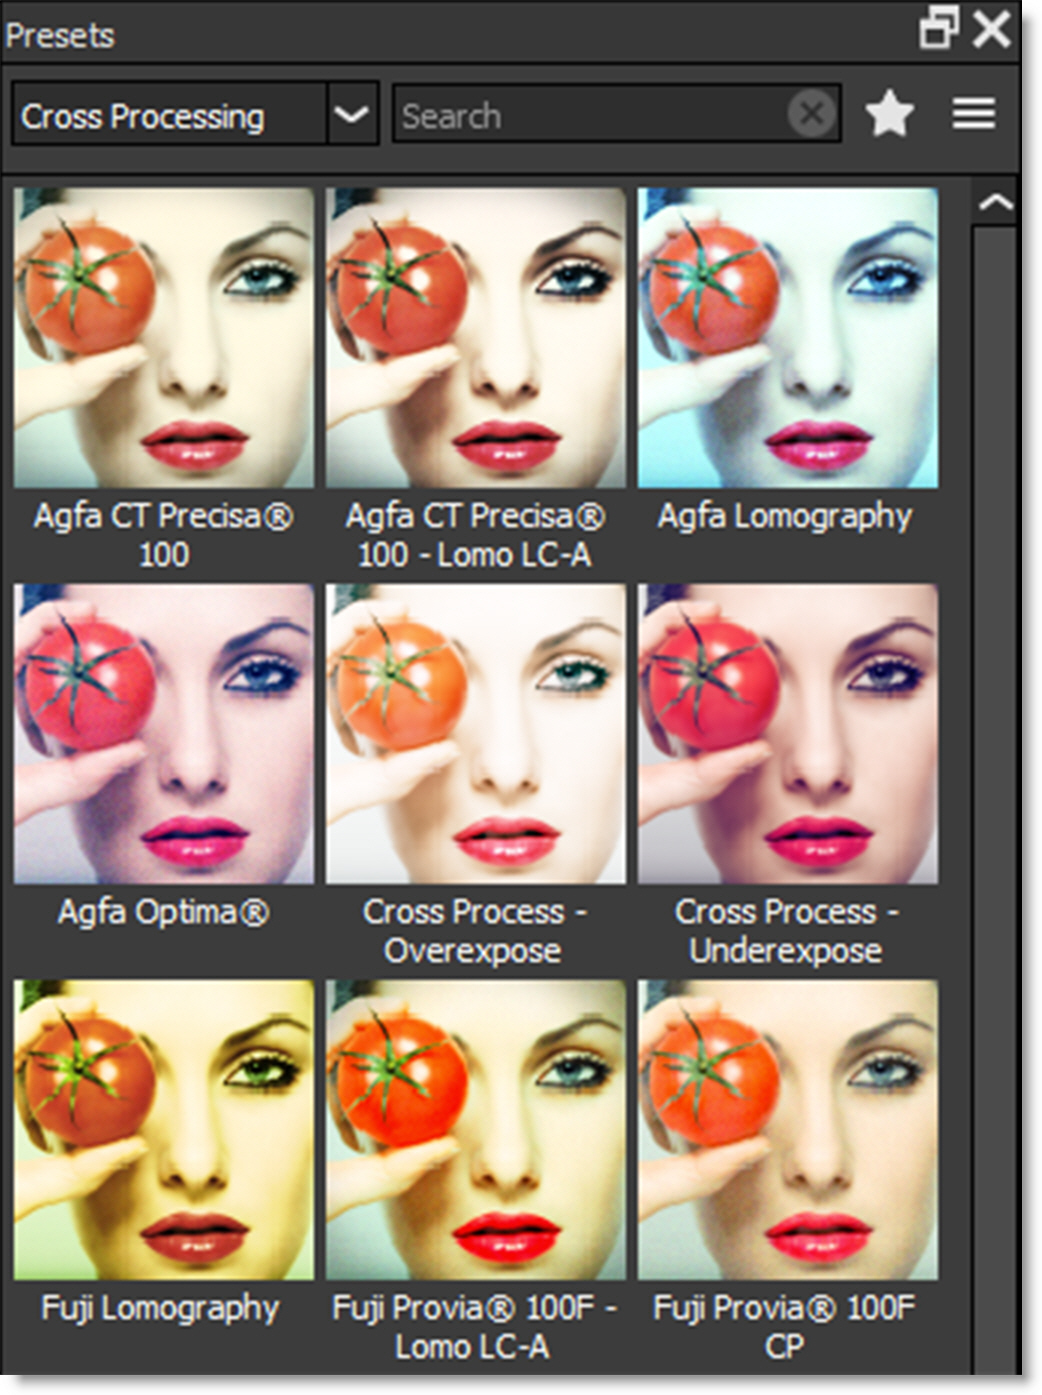 Presets
Cross Processing
Search
Agfa CT Precisa®
100
Agfa CT Precisa®
100 - Lomo LC-A
Agfa Lomography
Agfa Optima®
Cross Process -
Overexpose
Cross Process -
Underexpose
Fuji Lomography
Fuji Provia® 100F -
Lomo LC-A
Fuji Provia® 100F
CP